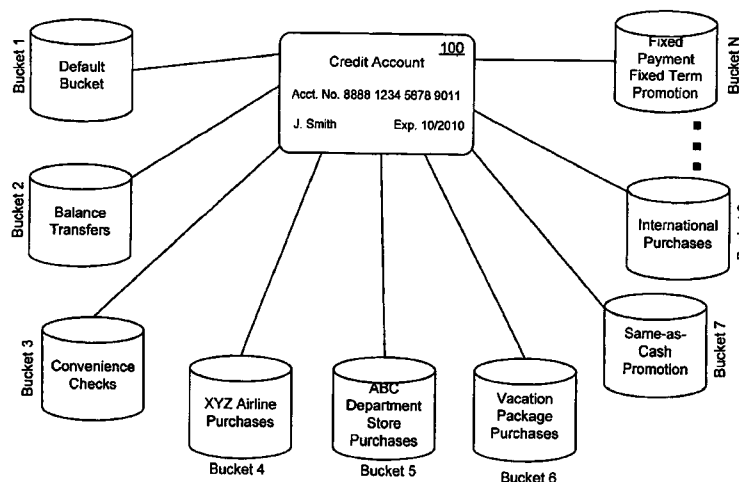 100
Credit Account
Acct. No. 8888 1234 5678 9011
J. Smith Exp. 10/2010
Bucket 1
Default
Bucket
Bucket 2
Balance
Transfers
Bucket 3
Convenience
Checks
XYZ Airline
Purchases
Bucket 4
ABC
Department
Store
Purchases
Bucket 5
Vacation
Package
Purchases
Bucket 6
Same-as-
Cash
Promotion
Bucket 7
International
Purchases
Fixed
Payment
Fixed Term
Promotion
Bucket N